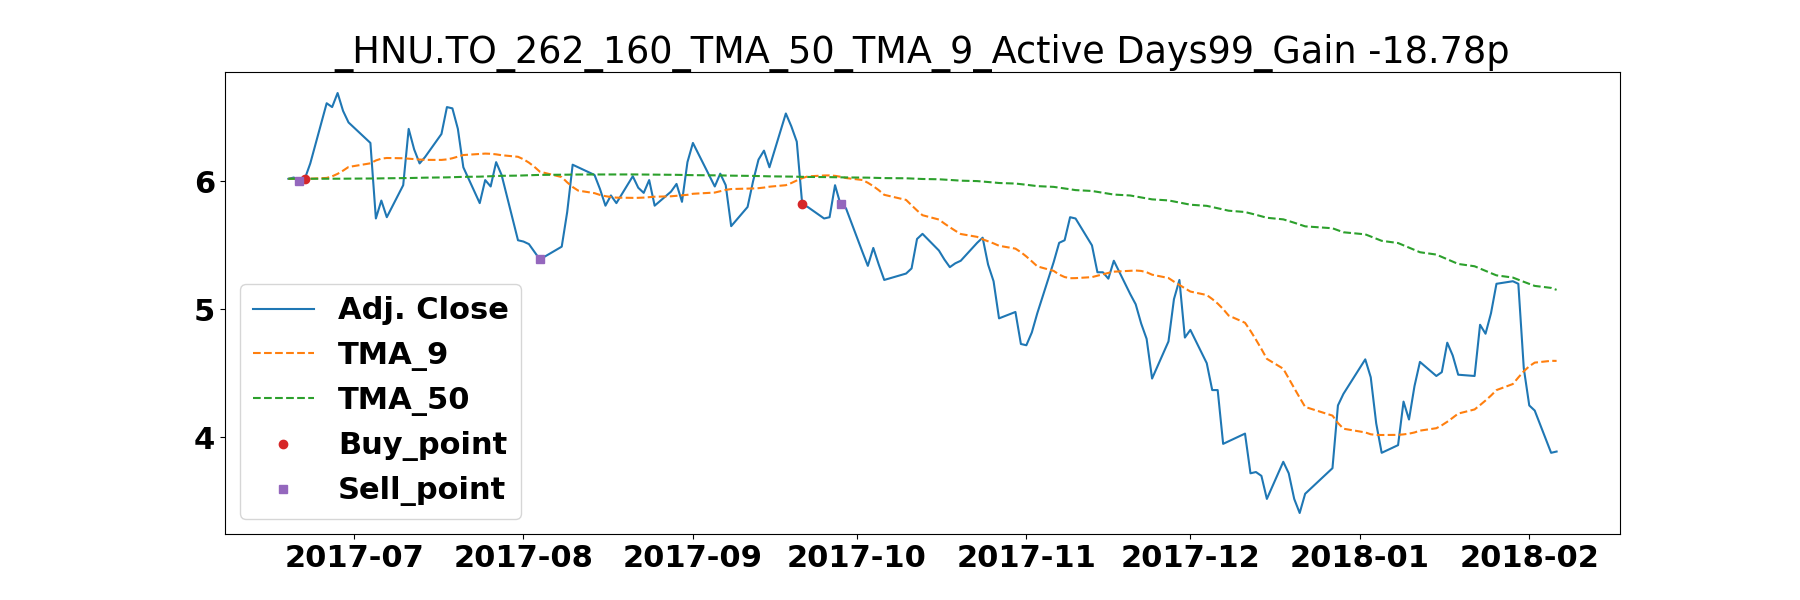 _HNU.TO_262_160_TMA_50_TMA_9_Active Days99_Gain -18.78p
6
5
4
Adj. Close
TMA_9
TMA_50
Buy_point
Sell_point
2017-07 2017-08 2017-09 2017-10 2017-11 2017-12 2018-01 2018-02